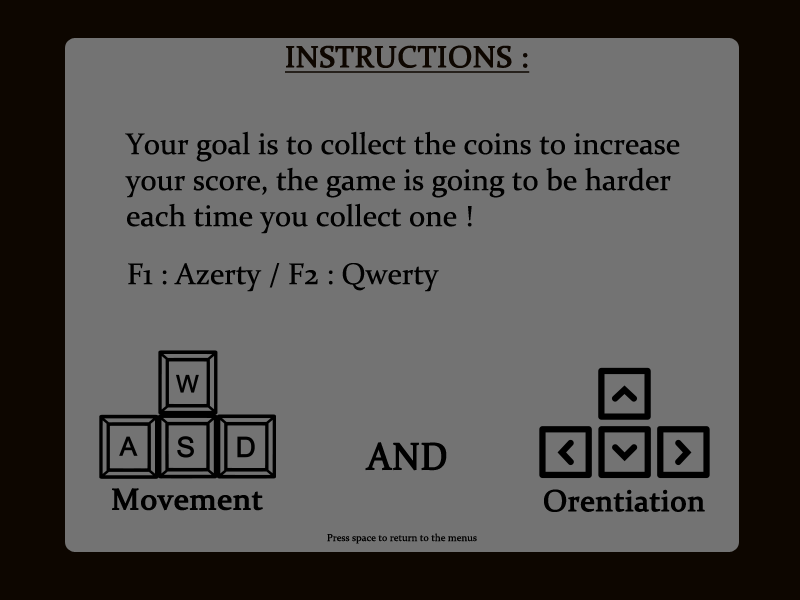 INSTRUCTIONS :
Your goal is to collect the coins to increase
your score, the game is going to be harder
each time you collect one !
F1 : Azerty / F2 : Qwerty
W
A S D
AND
Movement
Orentiation
Press space to return to the menus